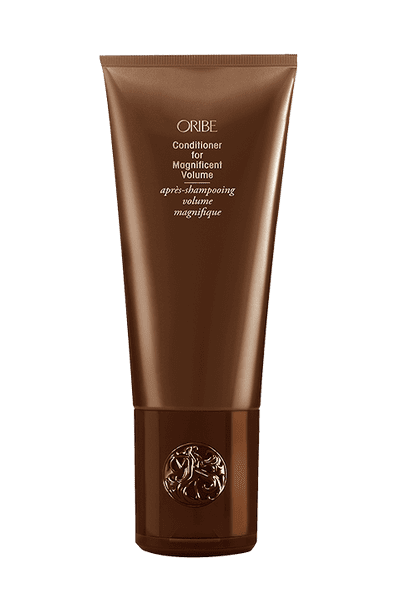 ORIBE
Conditioner
for
Magnificent
Volume
après-shampooing
volume
magnifique